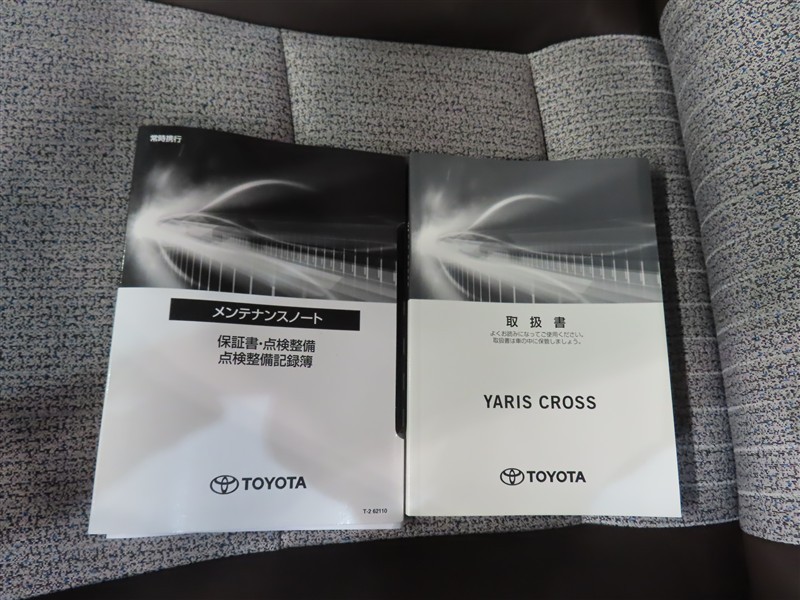 常時携行
メンテナンスノート
保証書・点検整備
点検整備記録簿
TOYOTA
T-2 62110
取扱書
よくお読みになってご使用ください。
取扱書は車の中に保管しましょう。
YARIS CROSS
TOYOTA